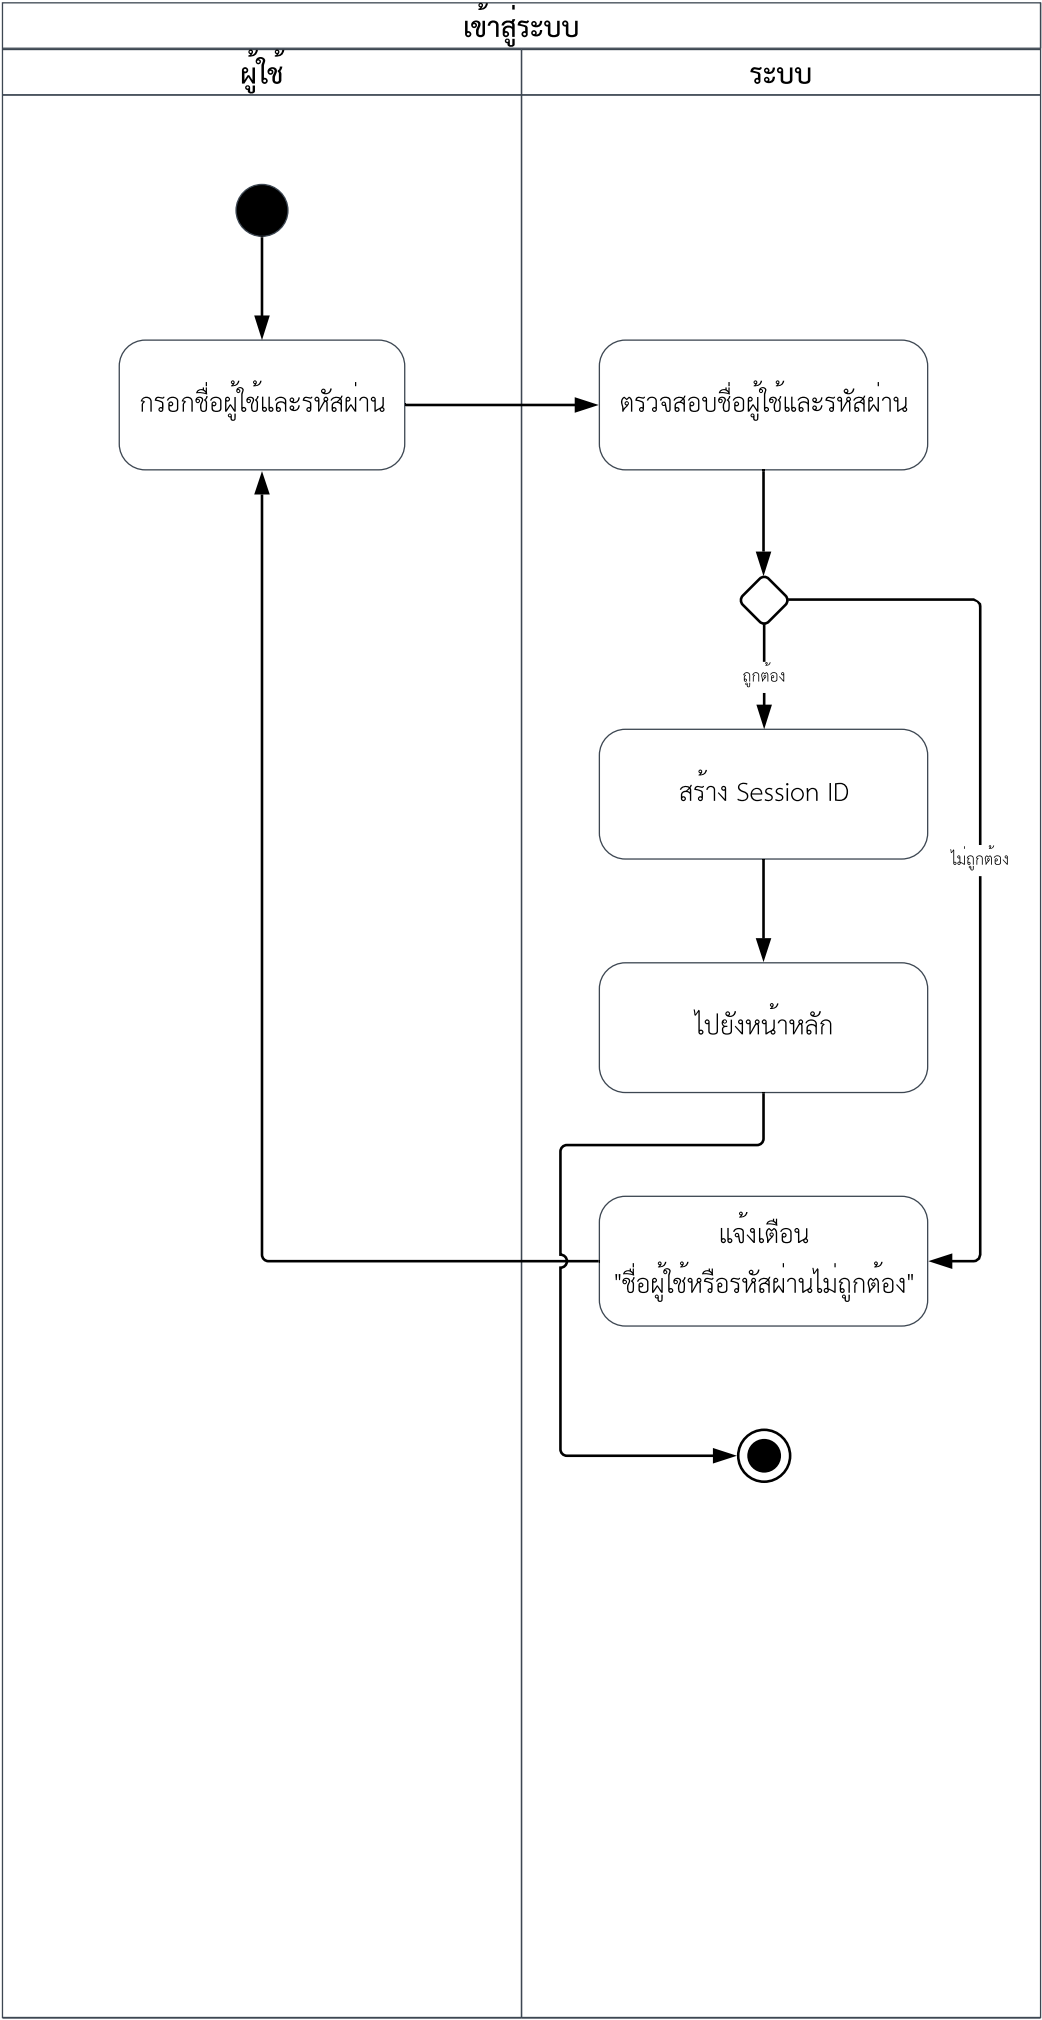 เข้าสู่ระบบ
ผู้ใช้
ระบบ
กรอกชื่อผู้ใช้และรหัสผ่าน
ตรวจสอบชื่อผู้ใช้และรหัสผ่าน
ถูกต้อง
สร้าง Session ID
ไม่ถูกต้อง
ไปยังหน้าหลัก
แจ้งเตือน
"ชื่อผู้ใช้หรือรหัสผ่านไม่ถูกต้อง"